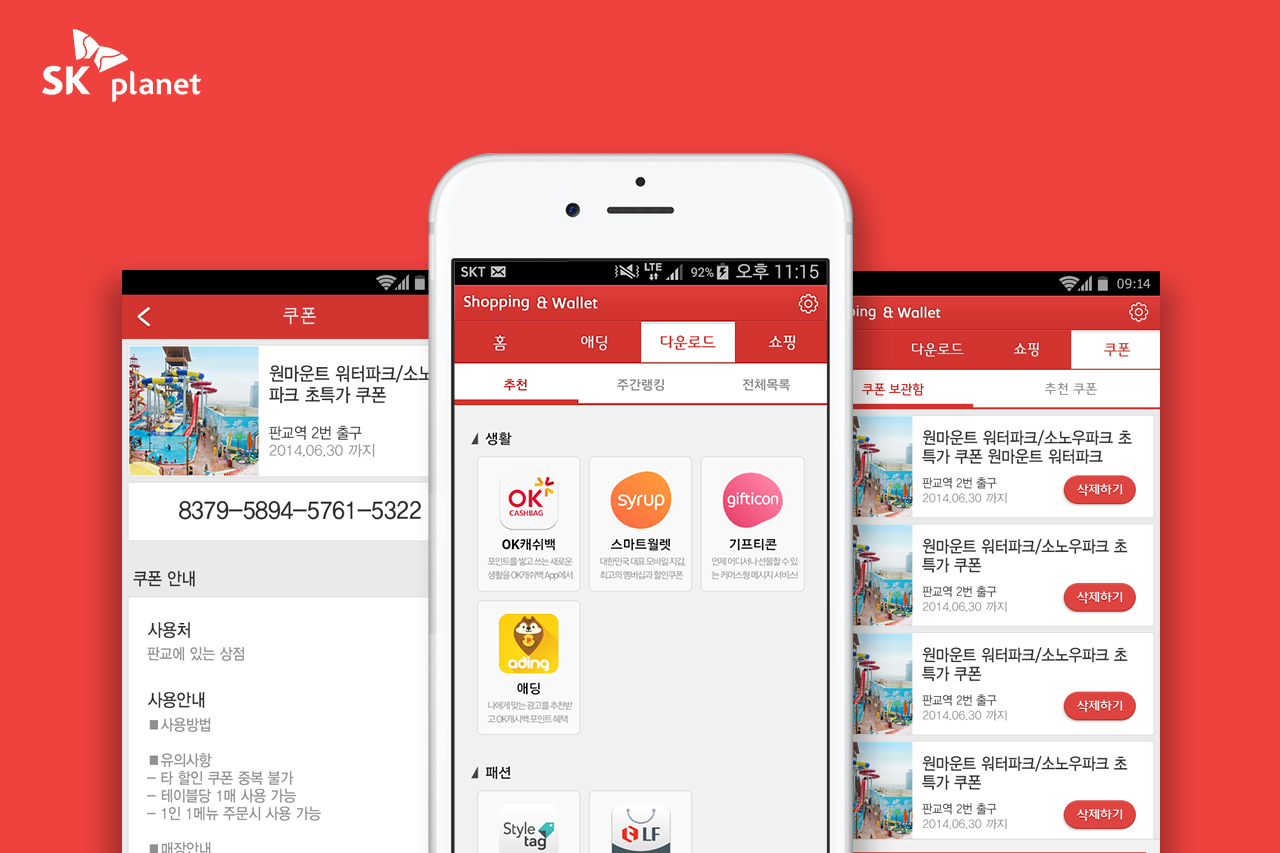 SK planet
쿠폰
원마운트 워터파크/소노
파크 초특가 쿠폰
판교역 2번 출구
2014.06.30 까지
8379-5894-5761-5322
쿠폰 안내
사용처
판교에 있는 상점
사용안내
■사용방법
■유의사항
- 타 할인 쿠폰 중복 불가
- 테이블당 1매 사용 가능
- 1인 1메뉴 주문시 사용 가능
■매장안내
SKT LTE 92% 오후 11:15
Shopping & Wallet
홈 애딩 다운로드 쇼핑
추천 주간랭킹 전체목록
생활
OK CASHBAG
OK캐쉬백
포인트를 쌓고 쓰는 새로운
생활을 OK캐쉬백 App에서
syrup
스마트월렛
대한민국 대표 모바일 지갑,
최고의 멤버십과 할인쿠폰
gifticon
기프티콘
언제 어디서나 선물할 수 있
는 커머스형 메시지 서비스!
ading
애딩
나에게 맞는 광고를 추천받
고 OK캐시백 포인트 혜택
패션
Style tag
LF
09:14
ping & Wallet
다운로드 쇼핑 쿠폰
쿠폰 보관함 추천 쿠폰
원마운트 워터파크/소노우파크 초
특가 쿠폰 원마운트 워터파크
판교역 2번 출구
2014.06.30 까지
삭제하기
원마운트 워터파크/소노우파크 초
특가 쿠폰
판교역 2번 출구
2014.06.30 까지
삭제하기
원마운트 워터파크/소노우파크 초
특가 쿠폰
판교역 2번 출구
2014.06.30 까지
삭제하기
원마운트 워터파크/소노우파크 초
특가 쿠폰
판교역 2번 출구
2014.06.30 까지
삭제하기